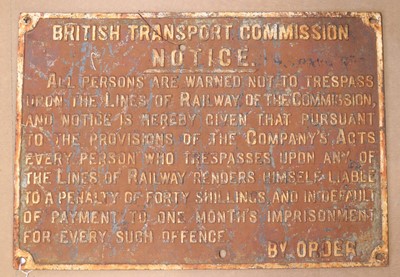 BRITISH TRANSPORT COMMISSION
NOTICE.
ALL PERSONS ARE WARNED NOT TO TRESPASS
UPON THE LINES OF RAILWAY, OF THE COMMISSION,
AND NOTICE IS HEREBY GIVEN THAT PURSUANT
TO THE PROVISIONS OF THE COMPANY'S ACTS
EVERY PERSON WHO TRESPASSES UPON ANY OF
THE LINES OF RAILWAY RENDERS HIMSELF LIABLE
TO A PENALTY OF FORTY SHILLINGS, AND IN DEFAULT
OF PAYMENT TO ONE MONTH'S IMPRISONMENT
FOR EVERY SUCH OFFENCE.
BY ORDER.